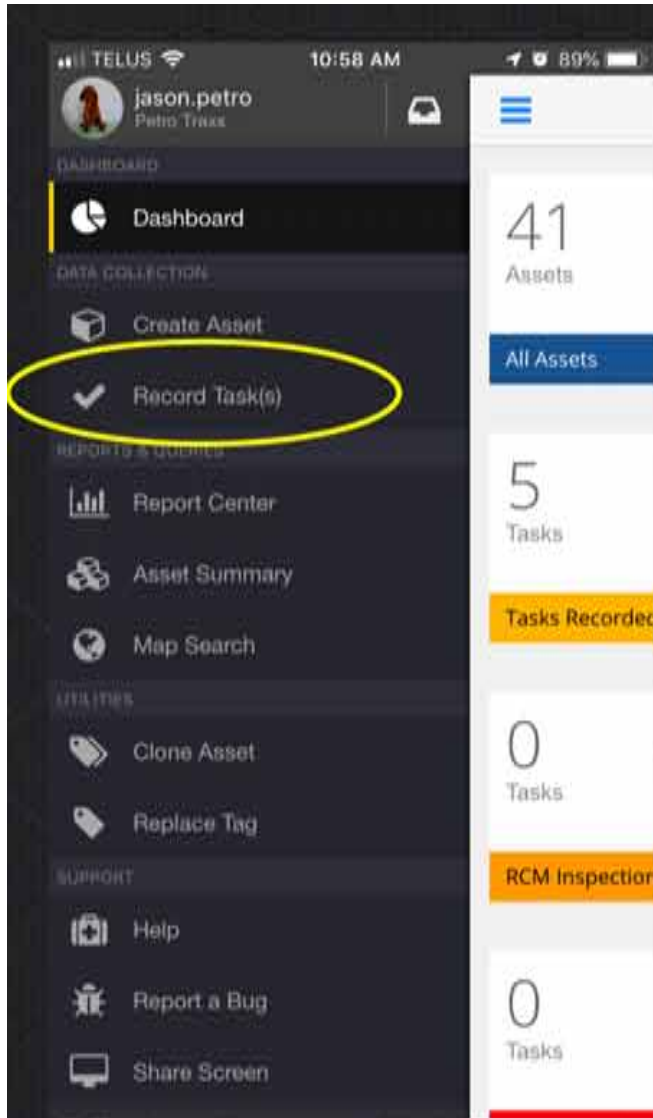 TELUS 10:58 AM 89%
jason.petro
Petro Traxx
DASHBOARD
Dashboard
DATA COLLECTION
Create Asset
Record Task(s)
REPORTS & QUERIES
Report Center
Asset Summary
Map Search
UTILITIES
Clone Asset
Replace Tag
SUPPORT
Help
Report a Bug
Share Screen
41
Assets
All Assets
5
Tasks
Tasks Recorded
0
Tasks
RCM Inspection
0
Tasks